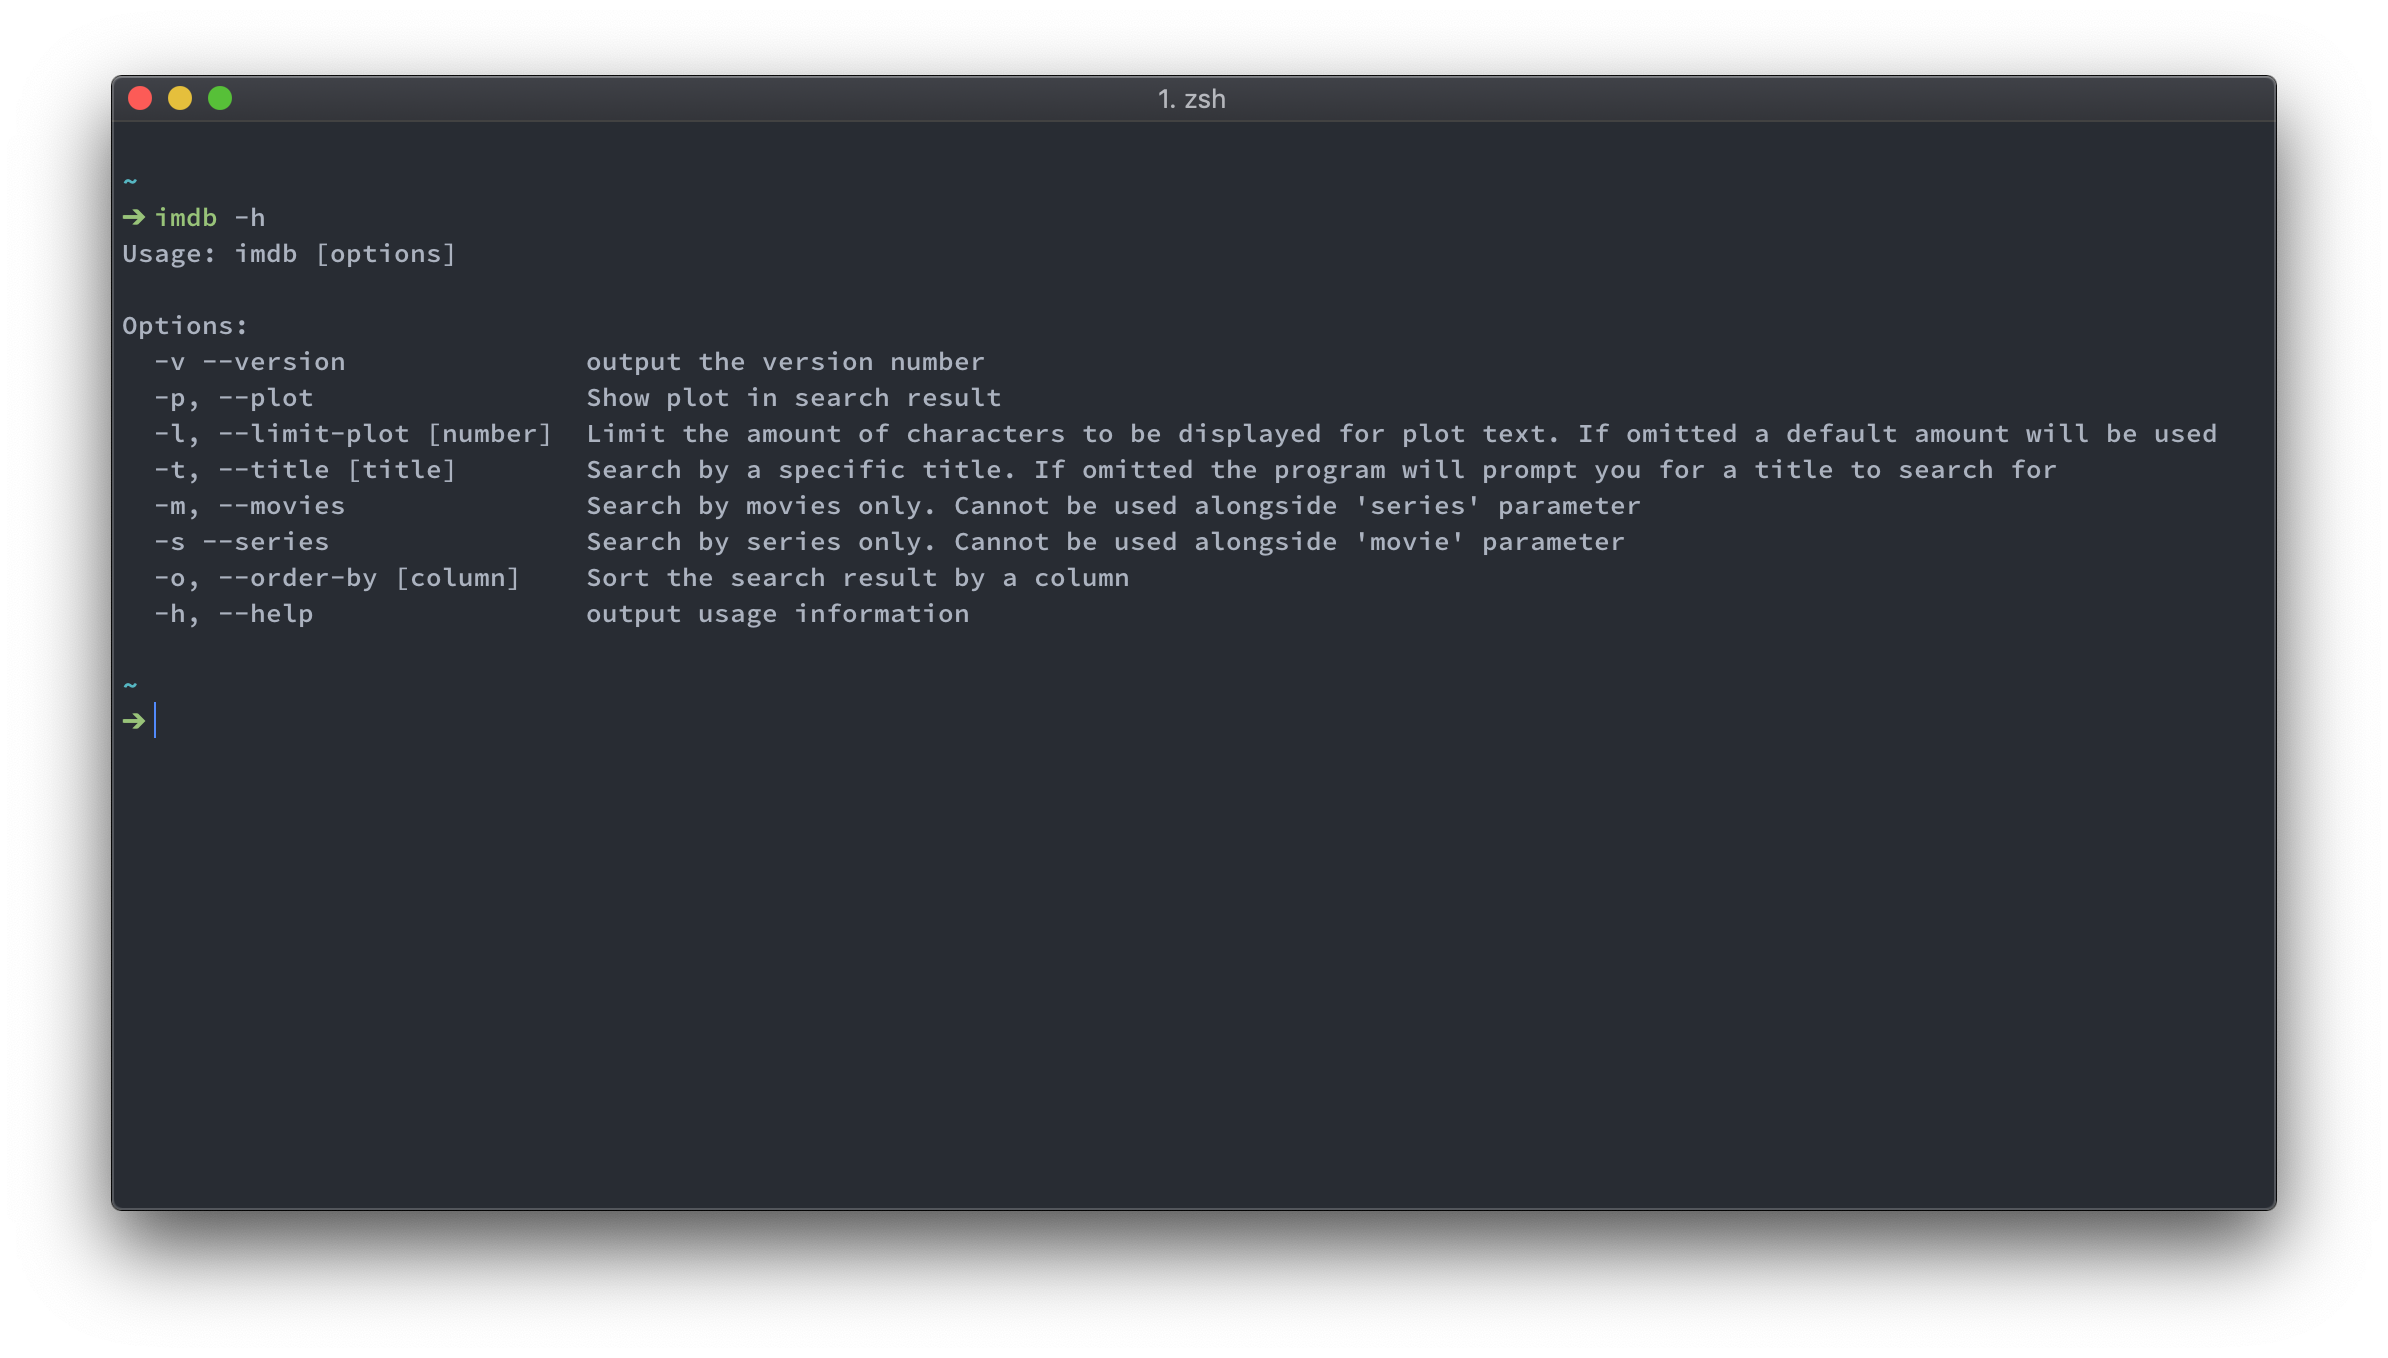 1. zsh
~
➔ imdb -h
Usage: imdb [options]
Options:
-v --version output the version number
-p, --plot Show plot in search result
-l, --limit-plot [number] Limit the amount of characters to be displayed for plot text. If omitted a default amount will be used
-t, --title [title] Search by a specific title. If omitted the program will prompt you for a title to search for
-m, --movies Search by movies only. Cannot be used alongside 'series' parameter
-s --series Search by series only. Cannot be used alongside 'movie' parameter
-o, --order-by [column] Sort the search result by a column
-h, --help output usage information
~
➔